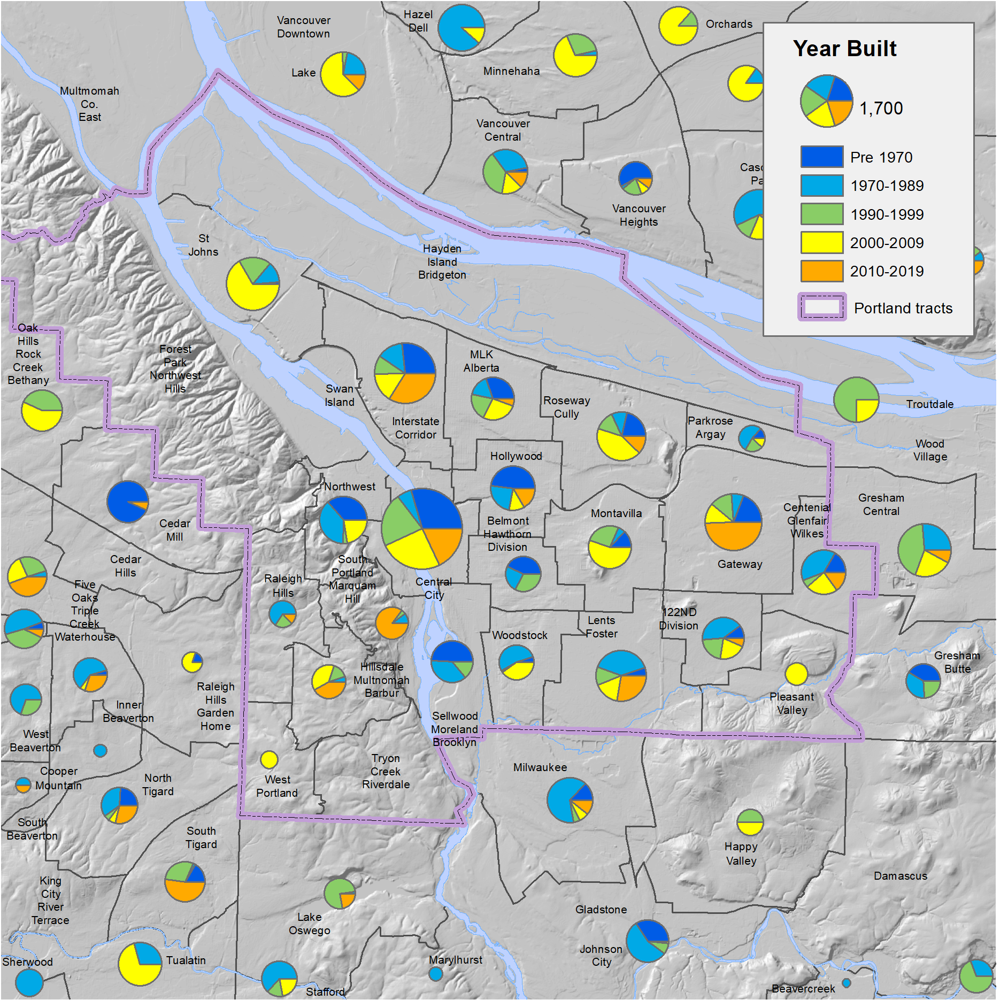 Vancouver
Downtown
Hazel
Dell
Orchards
Lake
Minnehaha
Multmomah
Co.
East
Vancouver
Central
Vancouver
Heights
Casc
Pa
Year Built
1,700
Pre 1970
1970-1989
1990-1999
2000-2009
2010-2019
Portland tracts
St
Johns
Hayden
Island
Bridgeton
Oak
Hills
Rock
Creek
Bethany
Forest
Park
Northwest
Hills
Swan
Island
MLK
Alberta
Interstate
Corridor
Roseway
Cully
Parkrose
Argay
Troutdale
Wood
Village
Hollywood
Northwest
Cedar
Mill
Cedar
Hills
Belmont
Hawthorn
Division
Montavilla
Centenial
Glenfair
Wilkes
Gresham
Central
Gateway
Five
Oaks
Triple
Creek
Waterhouse
Raleigh
Hills
South
Portland
Marquam
Hill
Central
City
Woodstock
Lents
Foster
122ND
Division
Gresham
Butte
Hillsdale
Multnomah
Barbur
Raleigh
Hills
Garden
Home
Inner
Beaverton
West
Beaverton
Pleasant
Valley
Sellwood
Moreland
Brooklyn
Cooper
Mountain
North
Tigard
West
Portland
Tryon
Creek
Riverdale
Milwaukee
South
Beaverton
South
Tigard
Happy
Valley
Damascus
King
City
River
Terrace
Lake
Oswego
Gladstone
Johnson
City
Sherwood
Tualatin
Stafford
Marylhurst
Beavercreek